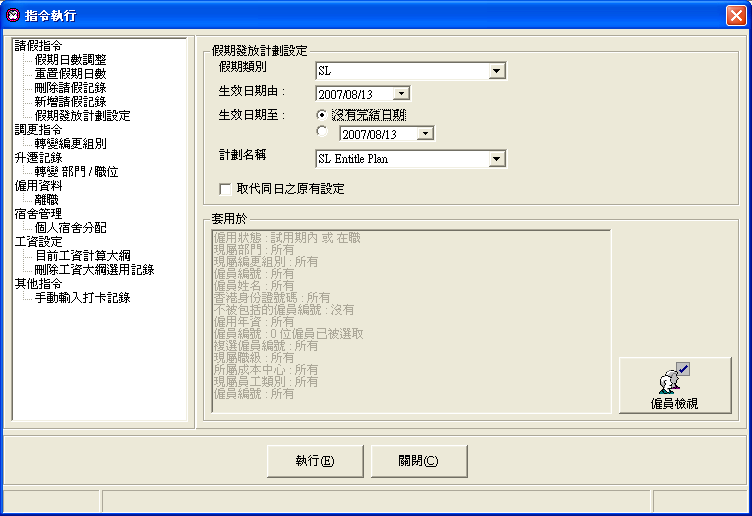 指令執行
請假指令
假期日數調整
重置假期日數
刪除請假記錄
新增請假記錄
假期發放計劃設定
調更指令
轉變編更組別
升遷記錄
轉變 部門 / 職位
僱用資料
離職
宿舍管理
個人宿舍分配
工資設定
目前工資計算大綱
刪除工資大綱選用記錄
其他指令
手動輸入打卡記錄
假期發放計劃設定
假期類別
SL
生效日期由 :
2007/08/13
生效日期至 :
沒有完結日期
2007/08/13
計劃名稱
SL Entitle Plan
取代同日之原有設定
套用於
僱用狀態 : 試用期內 或 在職
現屬部門 : 所有
現屬編更組別 : 所有
僱員編號 : 所有
僱員姓名 : 所有
香港身份證號碼 : 所有
不被包括的僱員編號 : 沒有
僱用年資 : 所有
僱員編號 : 0 位僱員已被選取
複選僱員編號 : 所有
現屬職級 : 所有
所屬成本中心 : 所有
現屬員工類別 : 所有
僱員編號 : 所有
僱員檢視
執行(E)
關閉(C)